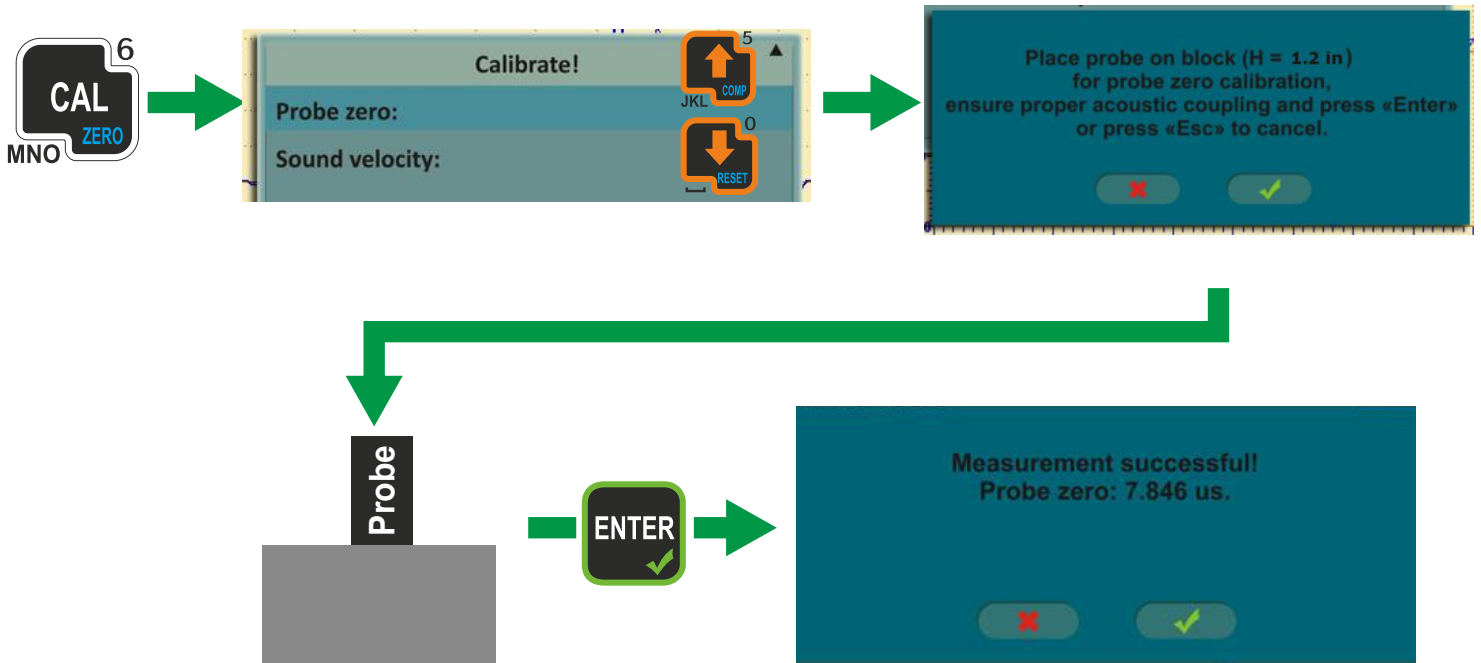 6
CAL
ZERO
MNO
Calibrate!
5
COMP
JKL
Probe zero:
0
RESET
Sound velocity:
Place probe on block (H = 1.2 in)
for probe zero calibration,
ensure proper acoustic coupling and press «Enter»
or press «Esc» to cancel.
0
Probe
ENTER
Measurement successful!
Probe zero: 7.846 us.